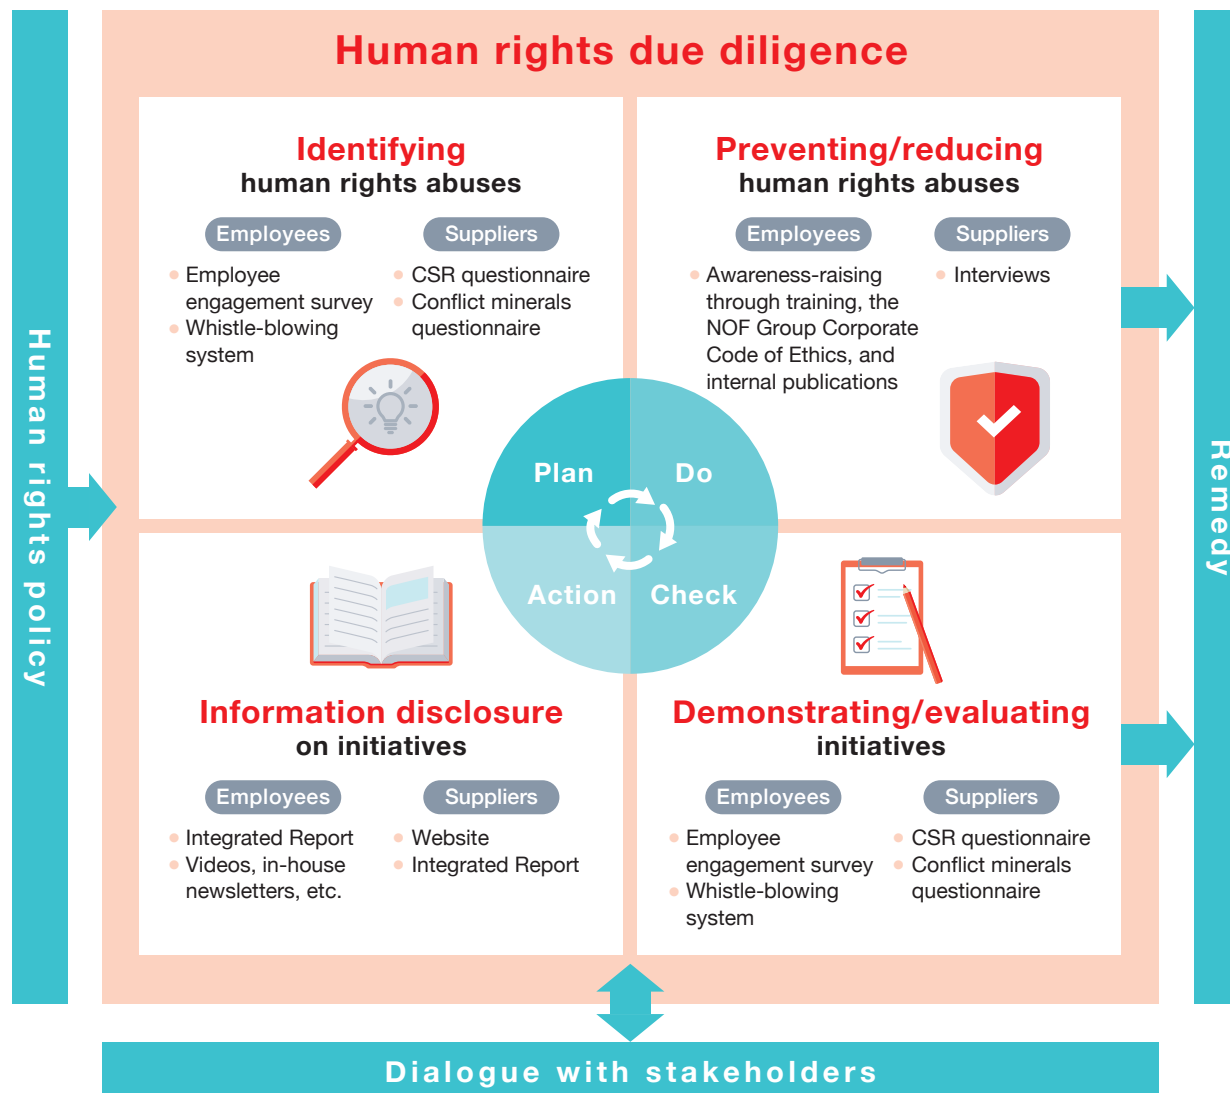 Human rights policy
Human rights due diligence
Identifying
human rights abuses
Employees
Employee
engagement survey
Whistle-blowing
system
Suppliers
CSR questionnaire
Conflict minerals
questionnaire
Preventing/reducing
human rights abuses
Employees
Awareness-raising
through training, the
NOF Group Corporate
Code of Ethics, and
internal publications
Suppliers
Interviews
Plan
Do
Action
Check
Information disclosure
on initiatives
Employees
Integrated Report
Videos, in-house
newsletters, etc.
Suppliers
Website
Integrated Report
Demonstrating/evaluating
initiatives
Employees
Employee
engagement survey
Whistle-blowing
system
Suppliers
CSR questionnaire
Conflict minerals
questionnaire
Remedy
Dialogue with stakeholders